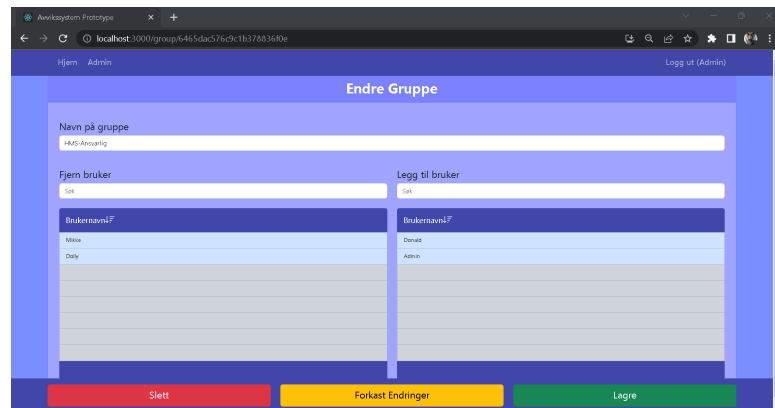 Avvikssystem Prototype
localhost:3000/group/6465dac576c9c1b378836f0e
Hjem Admin Logg ut (Admin)
Endre Gruppe
Navn på gruppe
HMS-Ansvarlig
Fjern bruker Legg til bruker
Søk Søk
Brukernavn Brukernavn
Mikke Donald
Dolly Admin
Slett Forkast Endringer Lagre